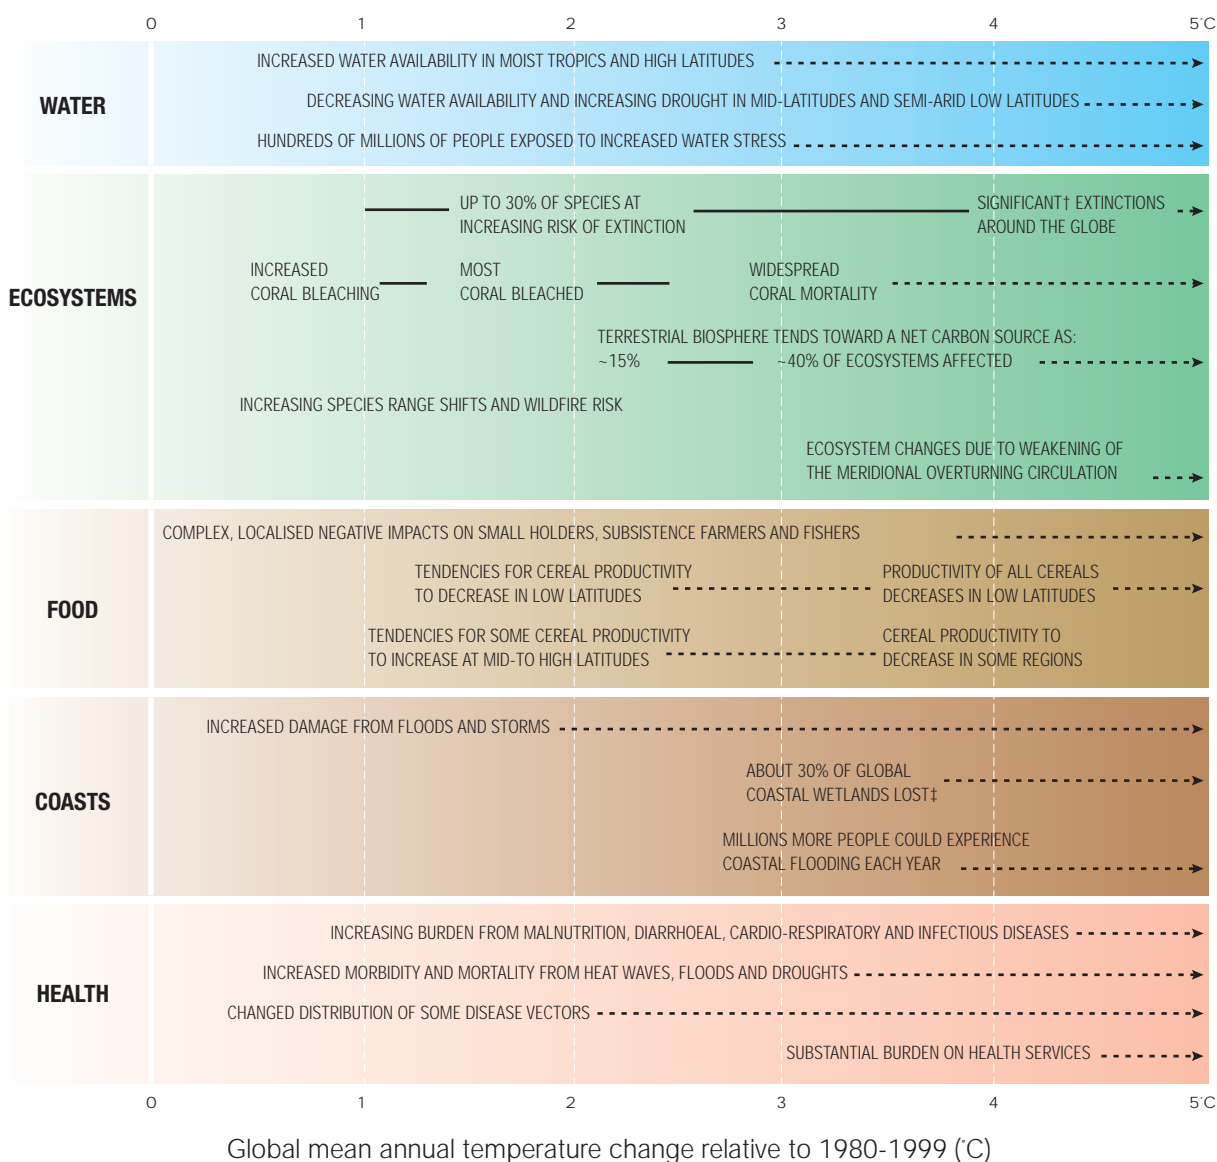 0 1 2 3 4 5˚C
WATER
INCREASED WATER AVAILABILITY IN MOIST TROPICS AND HIGH LATITUDES
DECREASING WATER AVAILABILITY AND INCREASING DROUGHT IN MID-LATITUDES AND SEMI-ARID LOW LATITUDES
HUNDREDS OF MILLIONS OF PEOPLE EXPOSED TO INCREASED WATER STRESS
ECOSYSTEMS
UP TO 30% OF SPECIES AT
INCREASING RISK OF EXTINCTION
SIGNIFICANT† EXTINCTIONS
AROUND THE GLOBE
INCREASED
CORAL BLEACHING
MOST
CORAL BLEACHED
WIDESPREAD
CORAL MORTALITY
TERRESTRIAL BIOSPHERE TENDS TOWARD A NET CARBON SOURCE AS:
~15% ~40% OF ECOSYSTEMS AFFECTED
INCREASING SPECIES RANGE SHIFTS AND WILDFIRE RISK
ECOSYSTEM CHANGES DUE TO WEAKENING OF
THE MERIDIONAL OVERTURNING CIRCULATION
FOOD
COMPLEX, LOCALISED NEGATIVE IMPACTS ON SMALL HOLDERS, SUBSISTENCE FARMERS AND FISHERS
TENDENCIES FOR CEREAL PRODUCTIVITY
TO DECREASE IN LOW LATITUDES
PRODUCTIVITY OF ALL CEREALS
DECREASES IN LOW LATITUDES
TENDENCIES FOR SOME CEREAL PRODUCTIVITY
TO INCREASE AT MID-TO HIGH LATITUDES
CEREAL PRODUCTIVITY TO
DECREASE IN SOME REGIONS
COASTS
INCREASED DAMAGE FROM FLOODS AND STORMS
ABOUT 30% OF GLOBAL
COASTAL WETLANDS LOST‡
MILLIONS MORE PEOPLE COULD EXPERIENCE
COASTAL FLOODING EACH YEAR
HEALTH
INCREASING BURDEN FROM MALNUTRITION, DIARRHOEAL, CARDIO-RESPIRATORY AND INFECTIOUS DISEASES
INCREASED MORBIDITY AND MORTALITY FROM HEAT WAVES, FLOODS AND DROUGHTS
CHANGED DISTRIBUTION OF SOME DISEASE VECTORS
SUBSTANTIAL BURDEN ON HEALTH SERVICES
0 1 2 3 4 5˚C
Global mean annual temperature change relative to 1980-1999 (˚C)